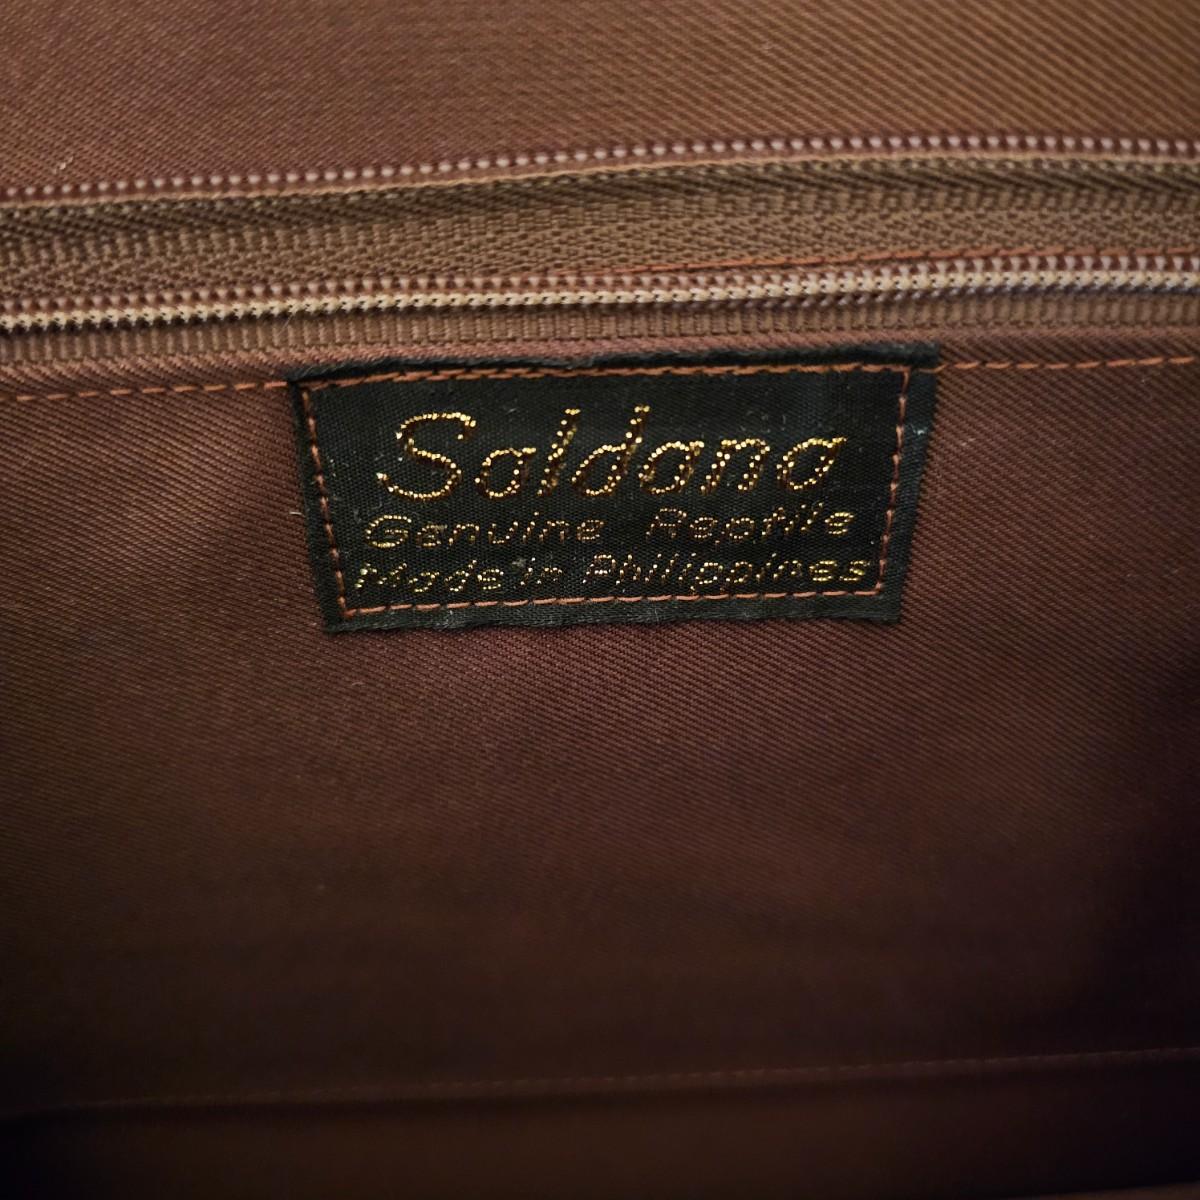 Saldana
Genuine Reptile
Made in Philippines